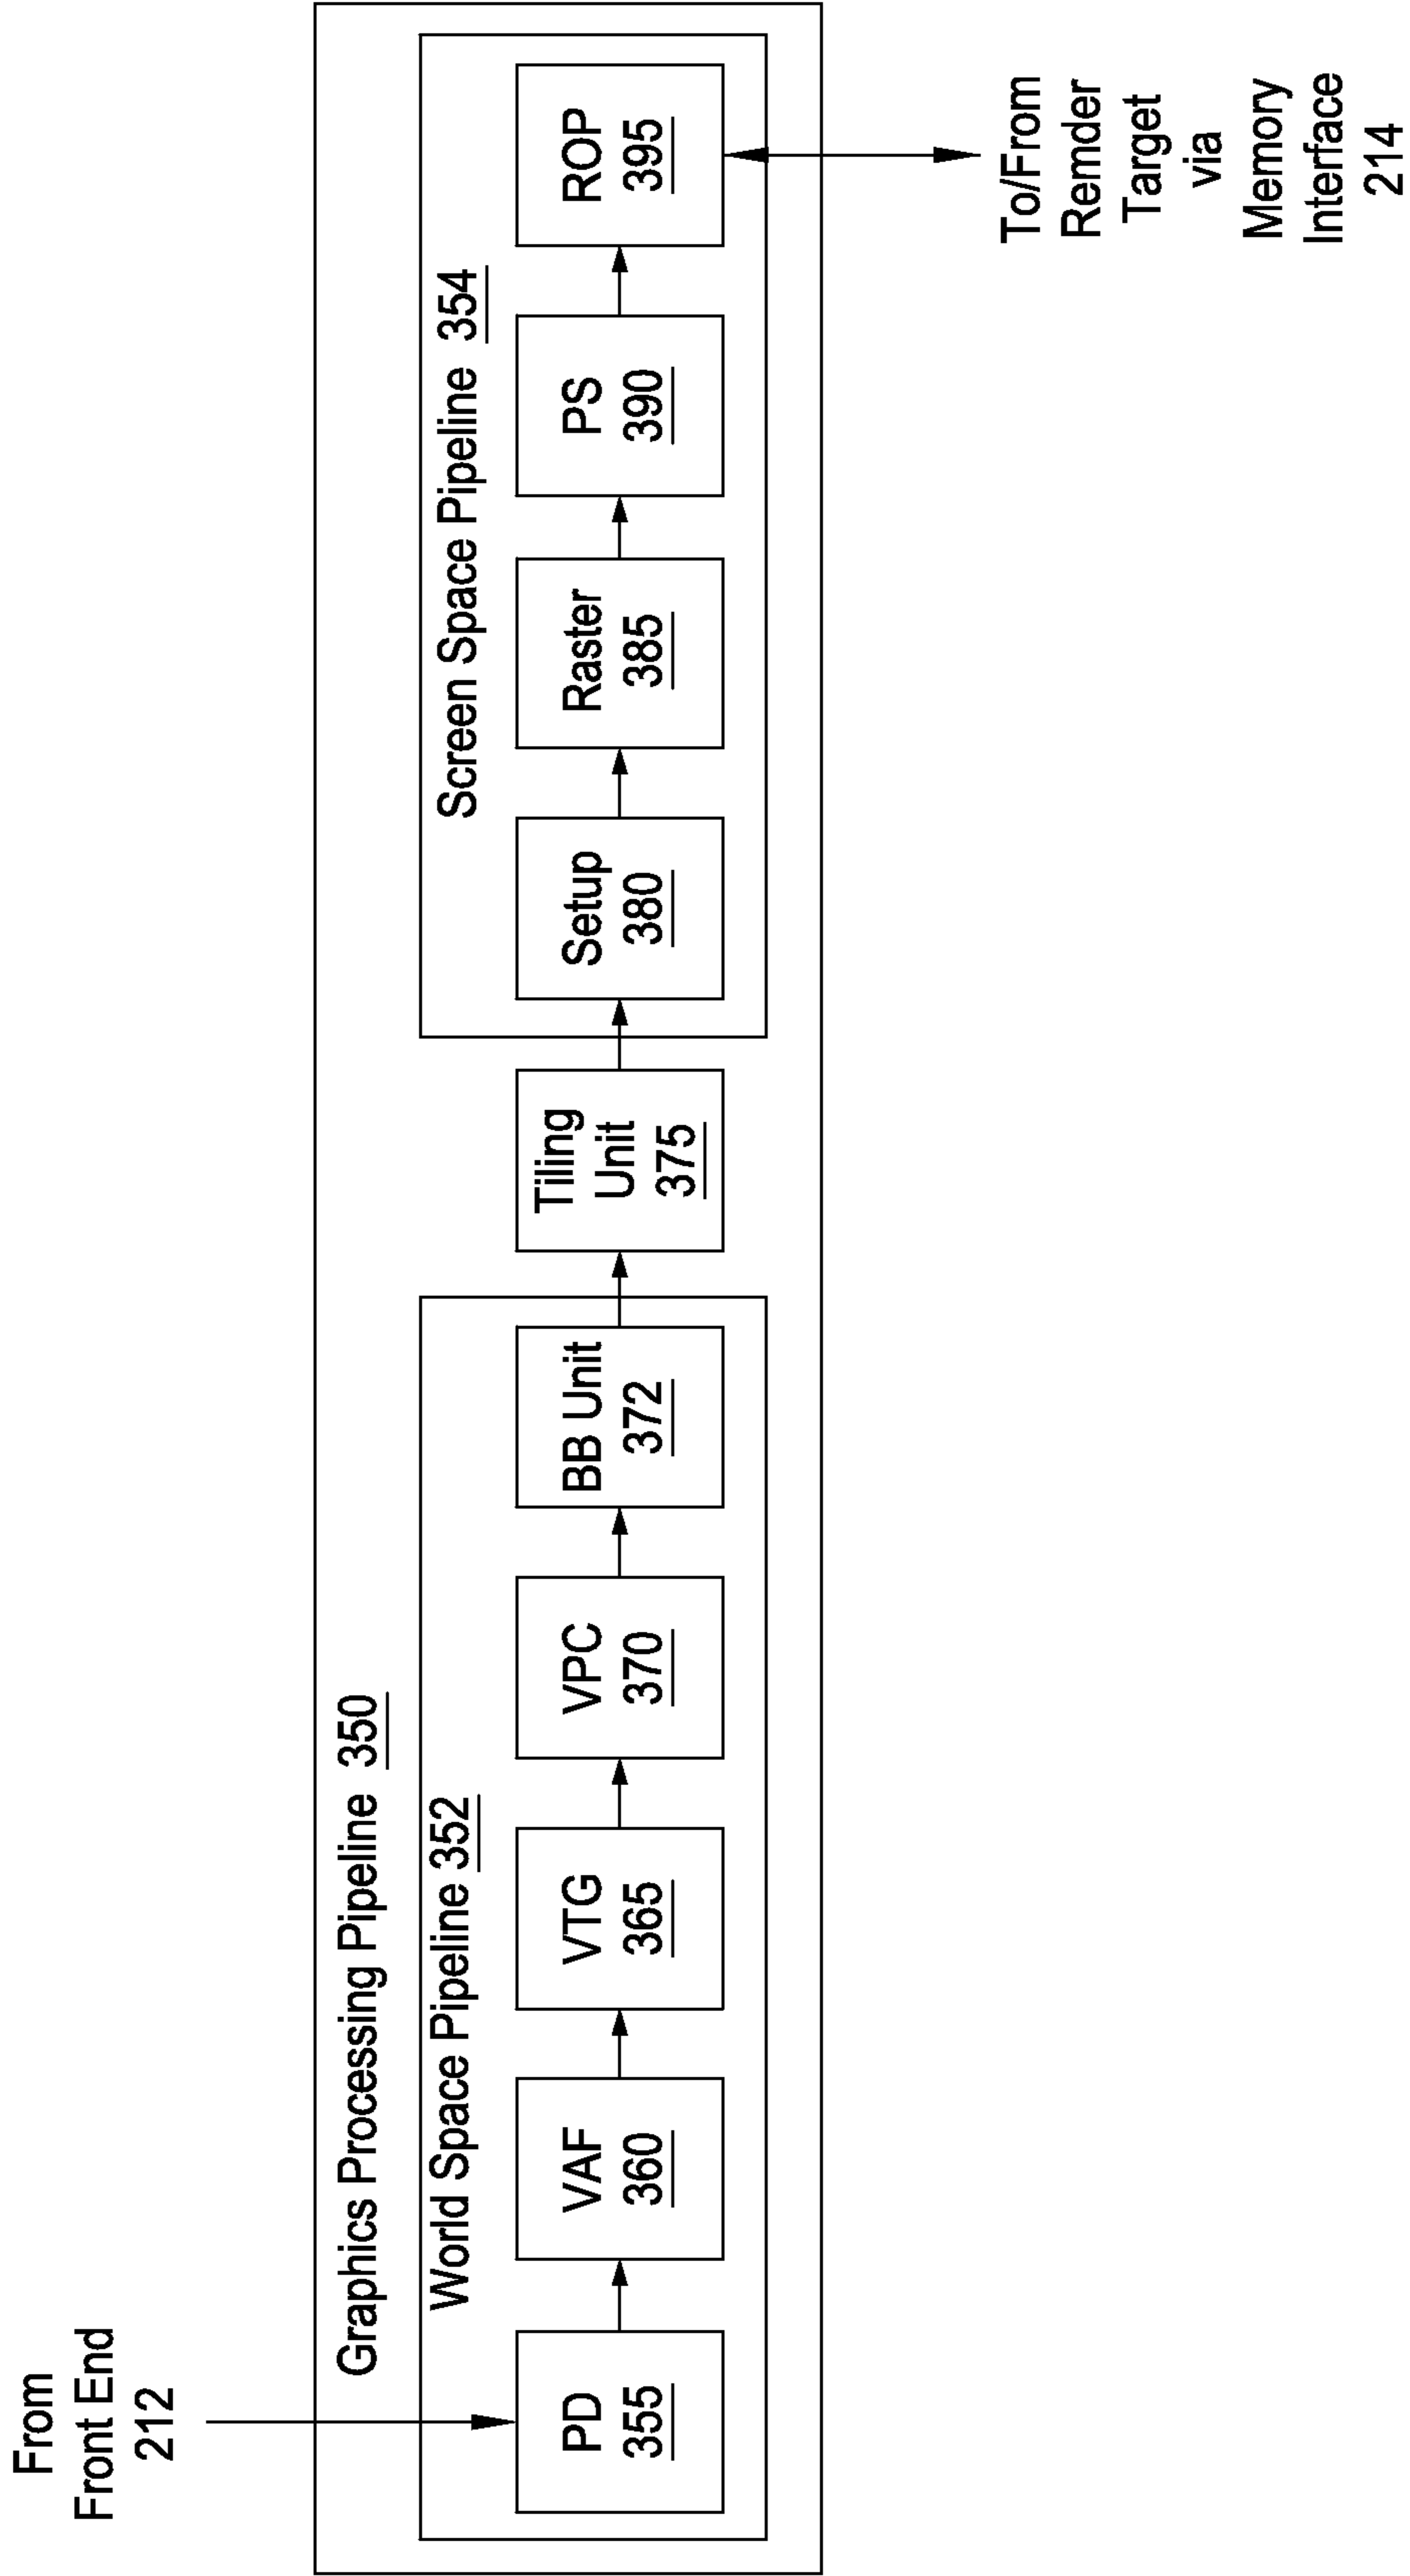 From
Front End
212
Graphics Processing Pipeline 350
World Space Pipeline 352
PD
355
VAF
360
VTG
365
VPC
370
BB Unit
372
Tiling
Unit
375
Screen Space Pipeline 354
Setup
380
Raster
385
PS
390
ROP
395
To/From
Remder
Target
via
Memory
Interface
214